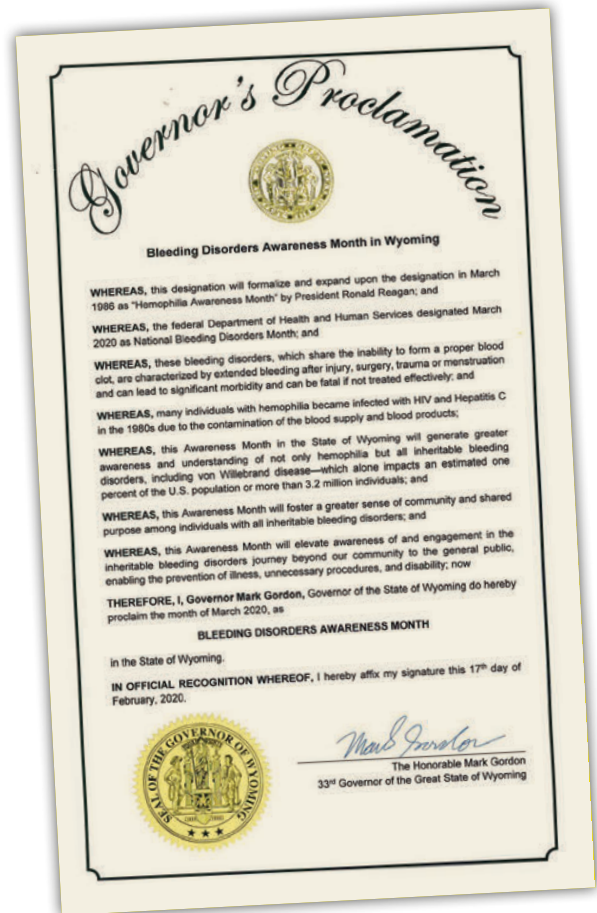 Governor's Proclamation
Bleeding Disorders Awareness Month in Wyoming
WHEREAS, this designation will formalize and expand upon the designation in March
1986 as "Hemophilia Awareness Month" by President Ronald Reagan; and
WHEREAS, the federal Department of Health and Human Services designated March
2020 as National Bleeding Disorders Month; and
WHEREAS, these bleeding disorders, which share the inability to form a proper blood
clot, are characterized by extended bleeding after injury, surgery, trauma or menstruation
and can lead to significant morbidity and can be fatal if not treated effectively; and
WHEREAS, many individuals with hemophilia became infected with HIV and Hepatitis C
in the 1980s due to the contamination of the blood supply and blood products;
WHEREAS, this Awareness Month in the State of Wyoming will generate greater
awareness and understanding of not only hemophilia but all inheritable bleeding
disorders, including von Willebrand disease—which alone impacts an estimated one
percent of the U.S. population or more than 3.2 million individuals; and
WHEREAS, this Awareness Month will foster a greater sense of community and shared
purpose among individuals with all inheritable bleeding disorders; and
WHEREAS, this Awareness Month will elevate awareness of and engagement in the
inheritable bleeding disorders journey beyond our community to the general public,
enabling the prevention of illness, unnecessary procedures, and disability; now
THEREFORE, I, Governor Mark Gordon, Governor of the State of Wyoming do hereby
proclaim the month of March 2020, as
BLEEDING DISORDERS AWARENESS MONTH
in the State of Wyoming.
IN OFFICIAL RECOGNITION WHEREOF, I hereby affix my signature this 17th day of
February, 2020.
SEAL OF THE GOVERNOR OF WYOMING
Mark Gordon
The Honorable Mark Gordon
33rd Governor of the Great State of Wyoming